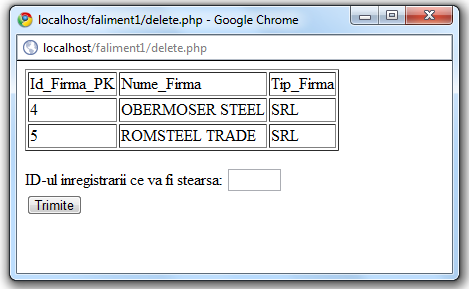 localhost/faliment1/delete.php - Google Chrome
localhost/faliment1/delete.php
Id_Firma_PK Nume_Firma Tip_Firma
4 OBERMOSER STEEL SRL
5 ROMSTEEL TRADE SRL
ID-ul inregistrarii ce va fi stearsa:
Trimite